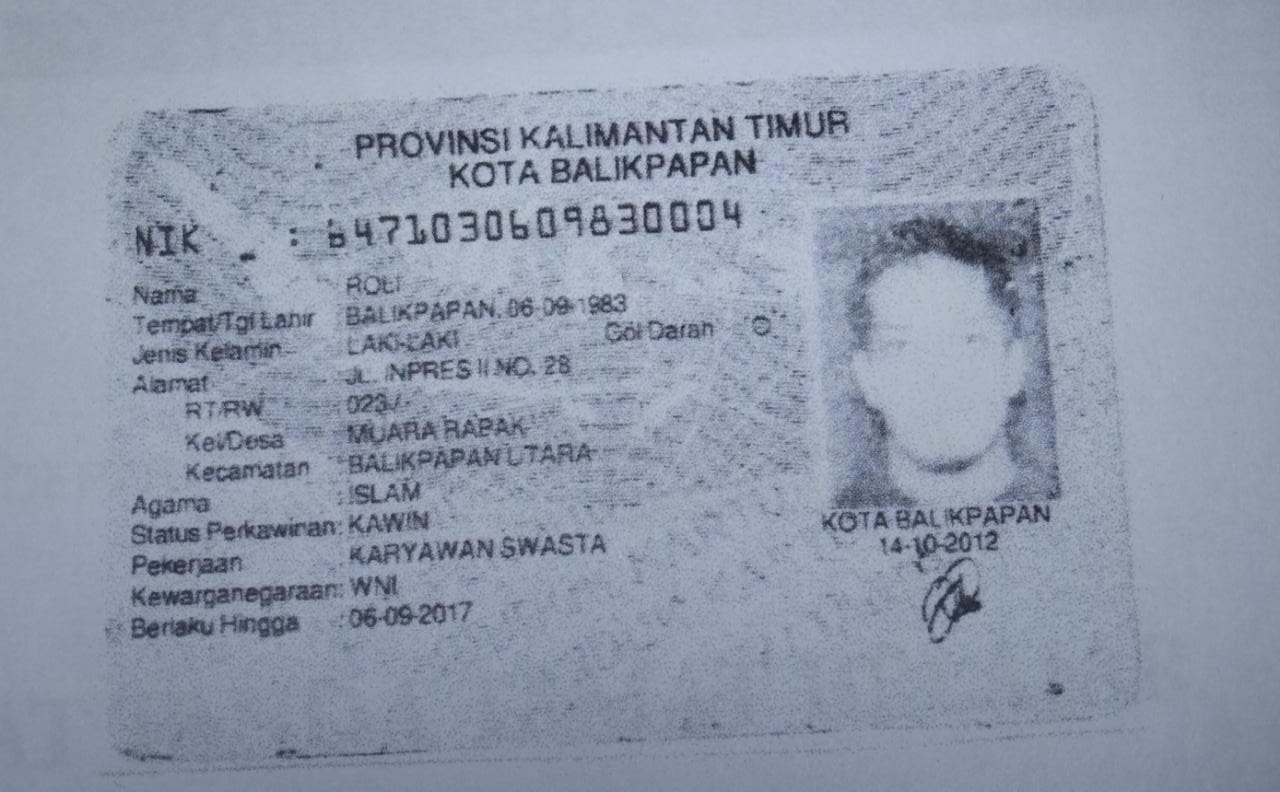 PROVINSI KALIMANTAN TIMUR
KOTA BALIKPAPAN
NIK : 6471030609830004
Nama : ROLI
Tempat/Tgl Lahir : BALIKPAPAN, 06-09-1983
Jenis Kelamin : LAKI-LAKI Gol Darah : O
Alamat : JL. INPRES II NO. 28
RT/RW : 023/
Kel/Desa : MUARA RAPAK
Kecamatan : BALIKPAPAN UTARA
Agama : ISLAM
Status Perkawinan: KAWIN
Pekerjaan : KARYAWAN SWASTA
Kewarganegaraan: WNI
Berlaku Hingga : 06-09-2017
KOTA BALIKPAPAN
14-10-2012